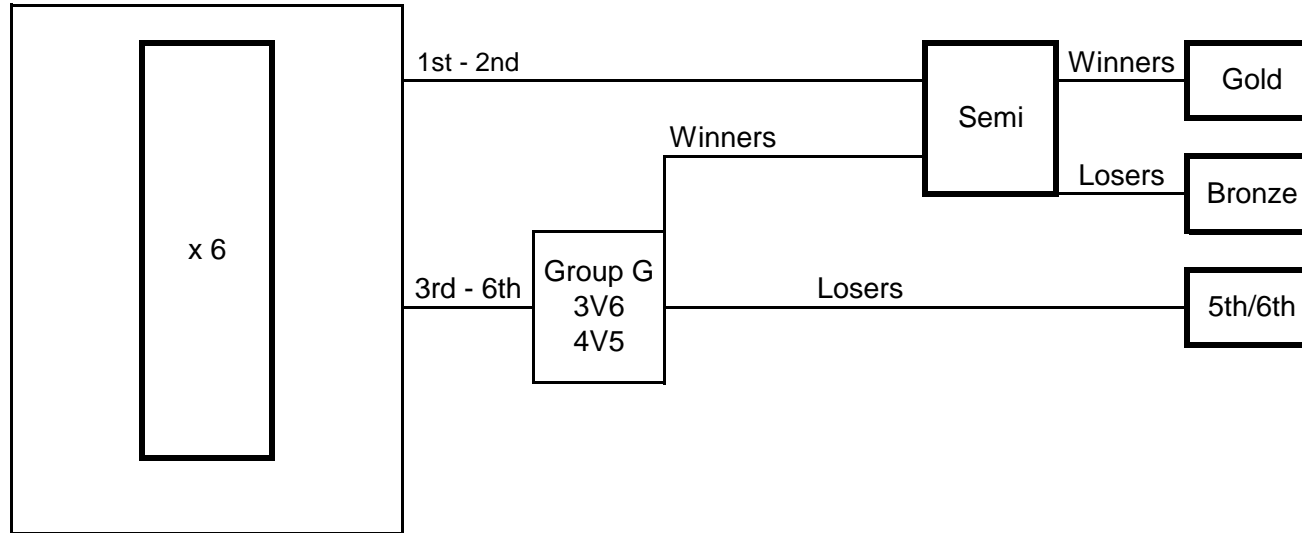 1st - 2nd
Winners
Gold
Semi
Winners
Losers
Bronze
x 6
3rd - 6th
Group G
3V6
4V5
Losers
5th/6th